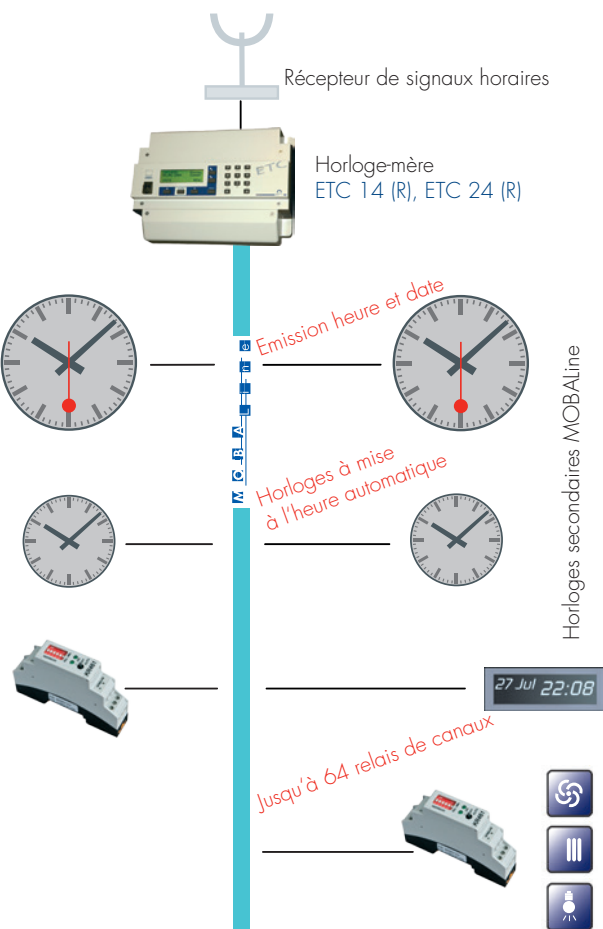 Récepteur de signaux horaires
ETC
Horloge-mère
ETC 14 (R), ETC 24 (R)
Emission heure et date
MOBALine
Horloges à mise
à l'heure automatique
Horloges secondaires MOBALine
27 Jul 22:08
Jusqu'à 64 relais de canaux